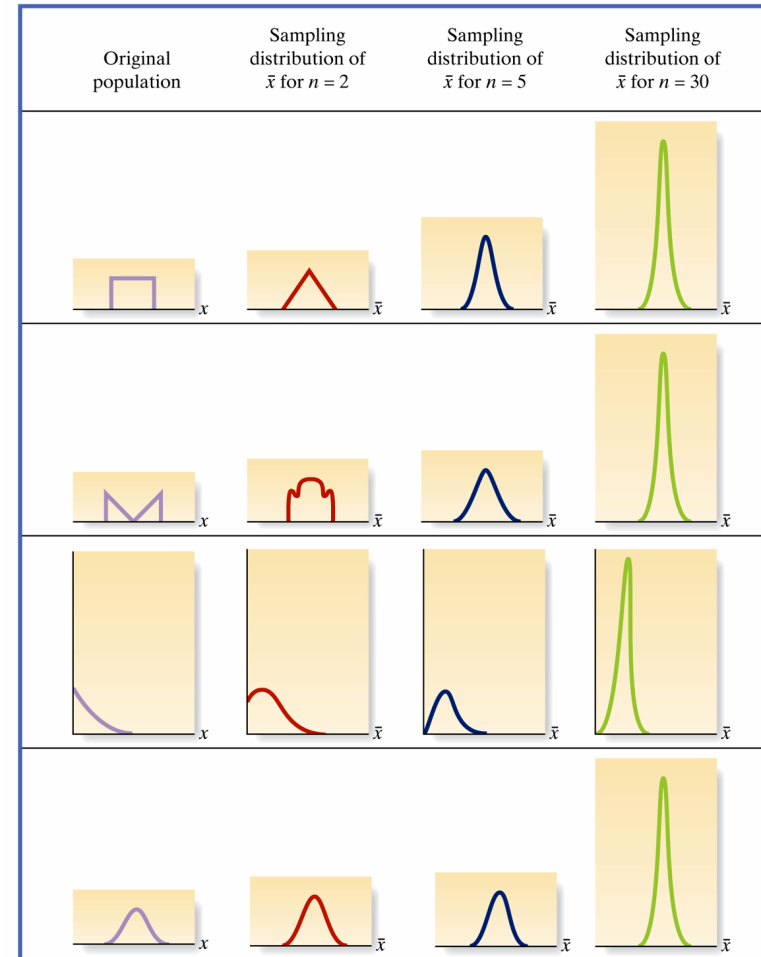 Original
population
Sampling
distribution of
x̄ for n = 2
Sampling
distribution of
x̄ for n = 5
Sampling
distribution of
x̄ for n = 30
x
x̄
x̄
x̄
x
x̄
x̄
x̄
x
x̄
x̄
x̄
x
x̄
x̄
x̄